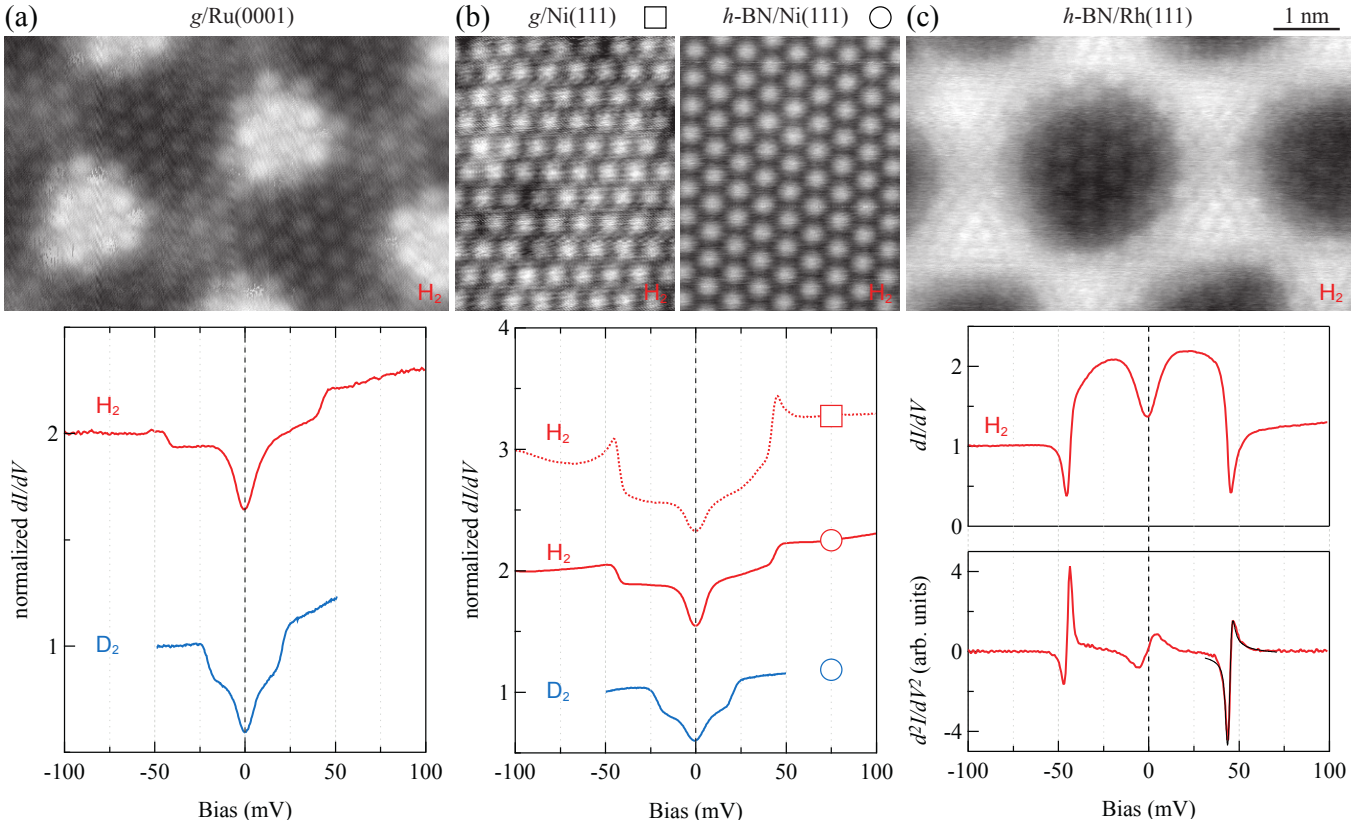 (a) g/Ru(0001)
(b) g/Ni(111) h-BN/Ni(111)
(c) h-BN/Rh(111) 1 nm
H₂
H₂
H₂
H₂
normalized dI/dV
2
1
H₂
D₂
-100 -50 0 50 100
Bias (mV)
normalized dI/dV
4
3
2
1
H₂
H₂
D₂
-100 -50 0 50 100
Bias (mV)
dI/dV
2
1
0
H₂
d²I/dV² (arb. units)
4
0
-4
-100 -50 0 50 100
Bias (mV)